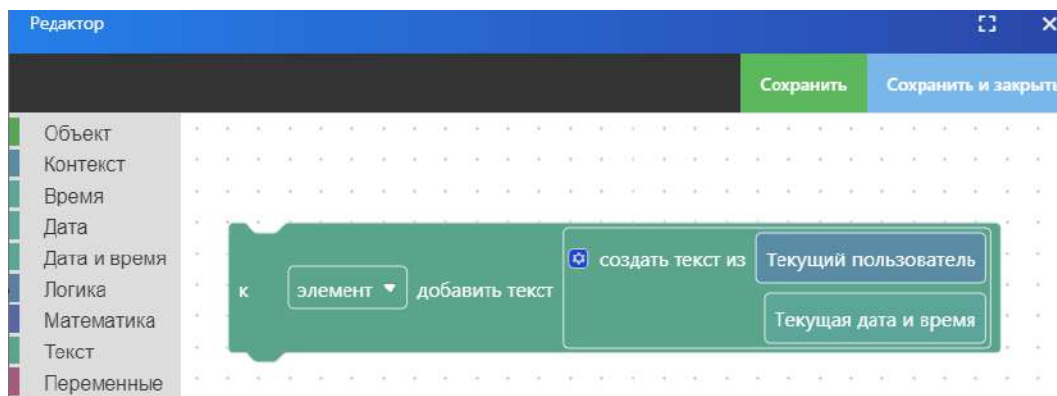 Редактор
Сохранить
Сохранить и закрыть
Объект
Контекст
Время
Дата
Дата и время
Логика
Математика
Текст
Переменные
к элемент добавить текст создать текст из Текущий пользователь
Текущая дата и время